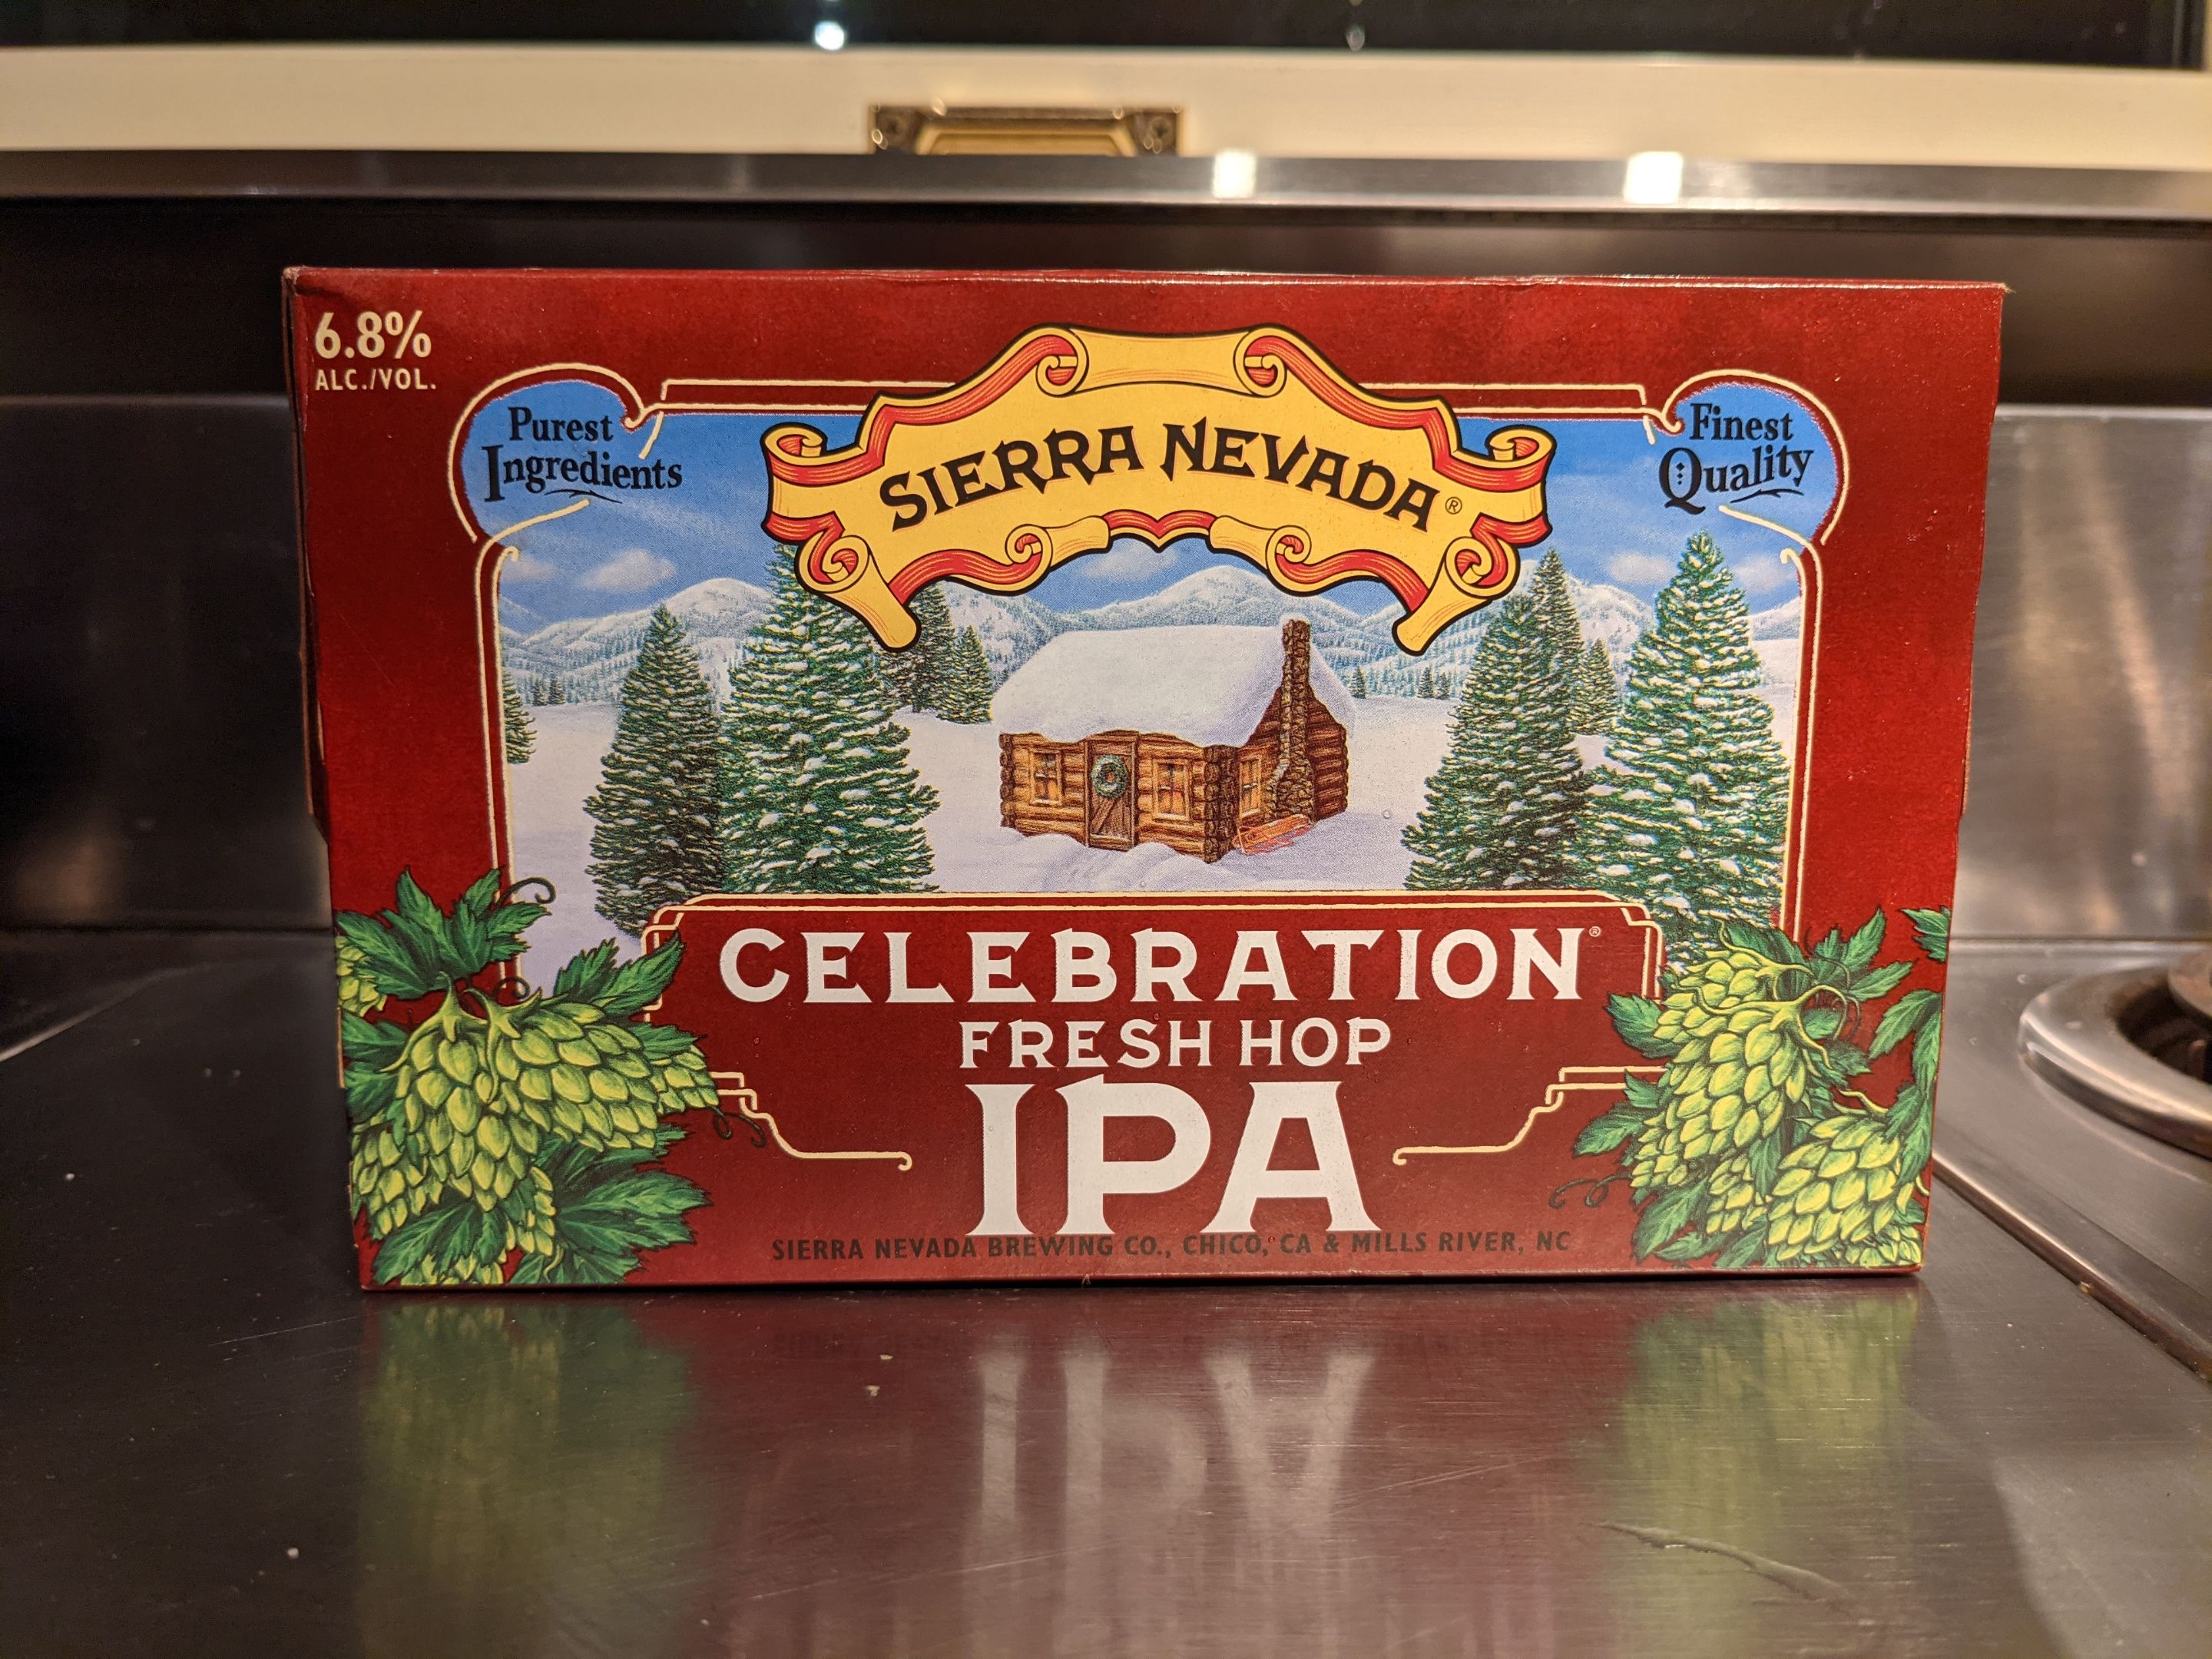 6.8%
ALC./VOL.
Purest
Ingredients
SIERRA NEVADA®
Finest
Quality
CELEBRATION®
FRESH HOP
IPA
SIERRA NEVADA BREWING CO., CHICO, CA & MILLS RIVER, NC